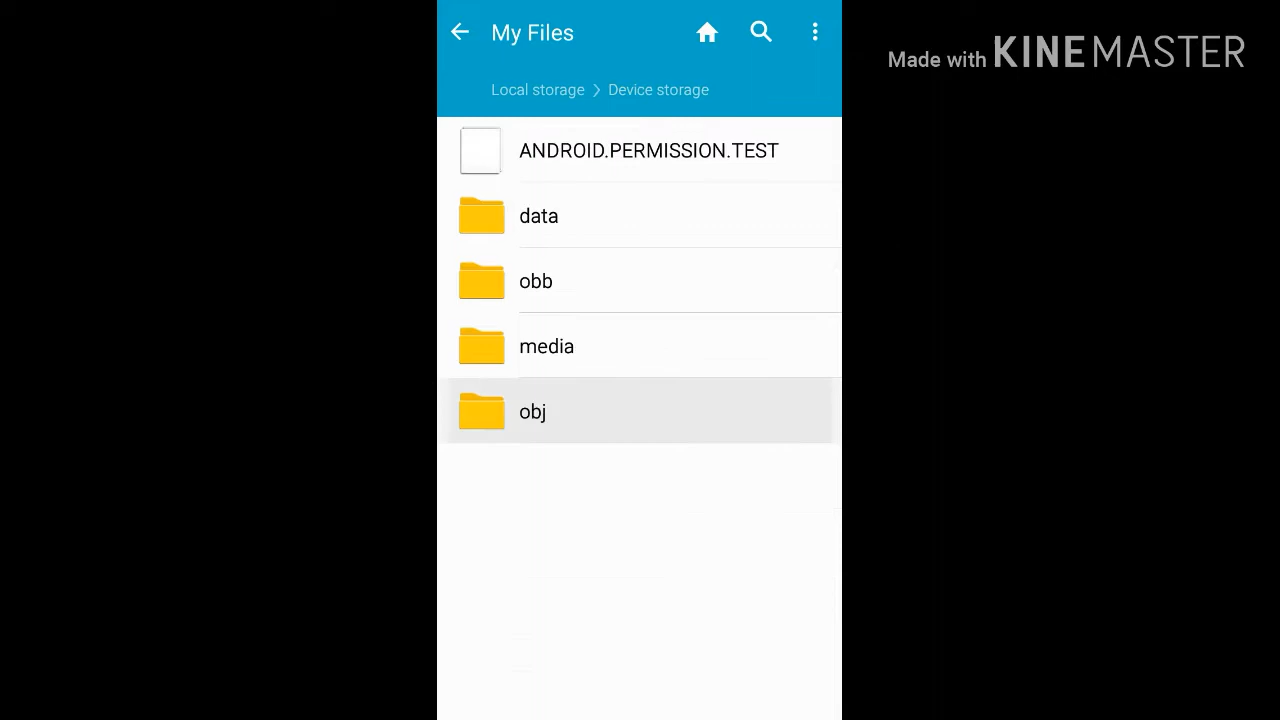 My Files
Made with KINEMASTER
Local storage > Device storage
ANDROID.PERMISSION.TEST
data
obb
media
obj